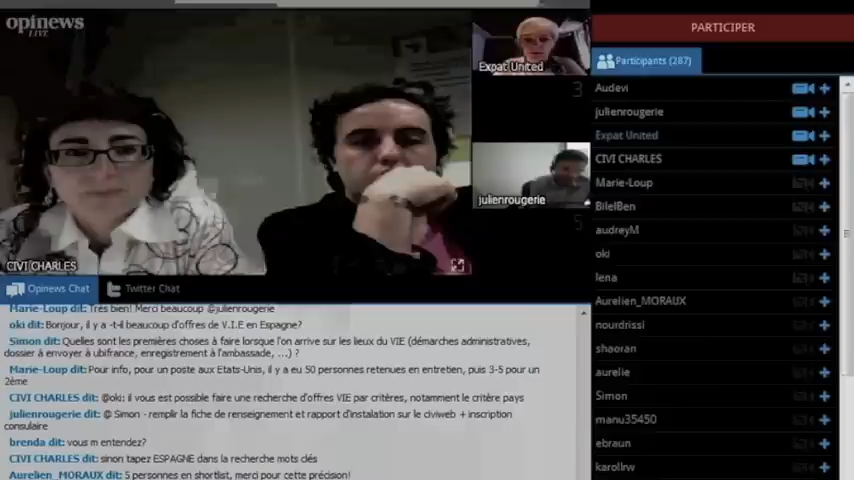 opinews
LIVE
Expat United
3
julienrougerie
5
CIVI CHARLES
PARTICIPER
Participants (287)
Audevi
julienrougerie
Expat United
CIVI CHARLES
Marie-Loup
BilelBen
audreyM
oki
lena
Aurelien_MORAUX
nourdrissi
shaoran
aurelie
Simon
manu35450
ebraun
karollrw
Opinews Chat
Twitter Chat
Marie-Loup dit: Très bien! Merci beaucoup @julienrougerie
oki dit: Bonjour, il y a -t-il beaucoup d'offres de V.I.E en Espagne?
Simon dit: Quelles sont les premières choses à faire lorsque l'on arrive sur les lieux du VIE (démarches administratives,
dossier à envoyer à ubifrance, enregistrement à l'ambassade, ...) ?
Marie-Loup dit: Pour info, pour un poste aux Etats-Unis, il y a eu 50 personnes retenues en entretien, puis 3-5 pour un
2ème
CIVI CHARLES dit: @oki: il vous est possible faire une recherche d'offres VIE par critères, notamment le critère pays
julienrougerie dit: @ Simon - remplir la fiche de renseignement et rapport d'instalation sur le civiweb + inscription
consulaire
brenda dit: vous m entendez?
CIVI CHARLES dit: sinon tapez ESPAGNE dans la recherche mots clés
Aurelien_MORAUX dit: 5 personnes en shortlist, merci pour cette précision!